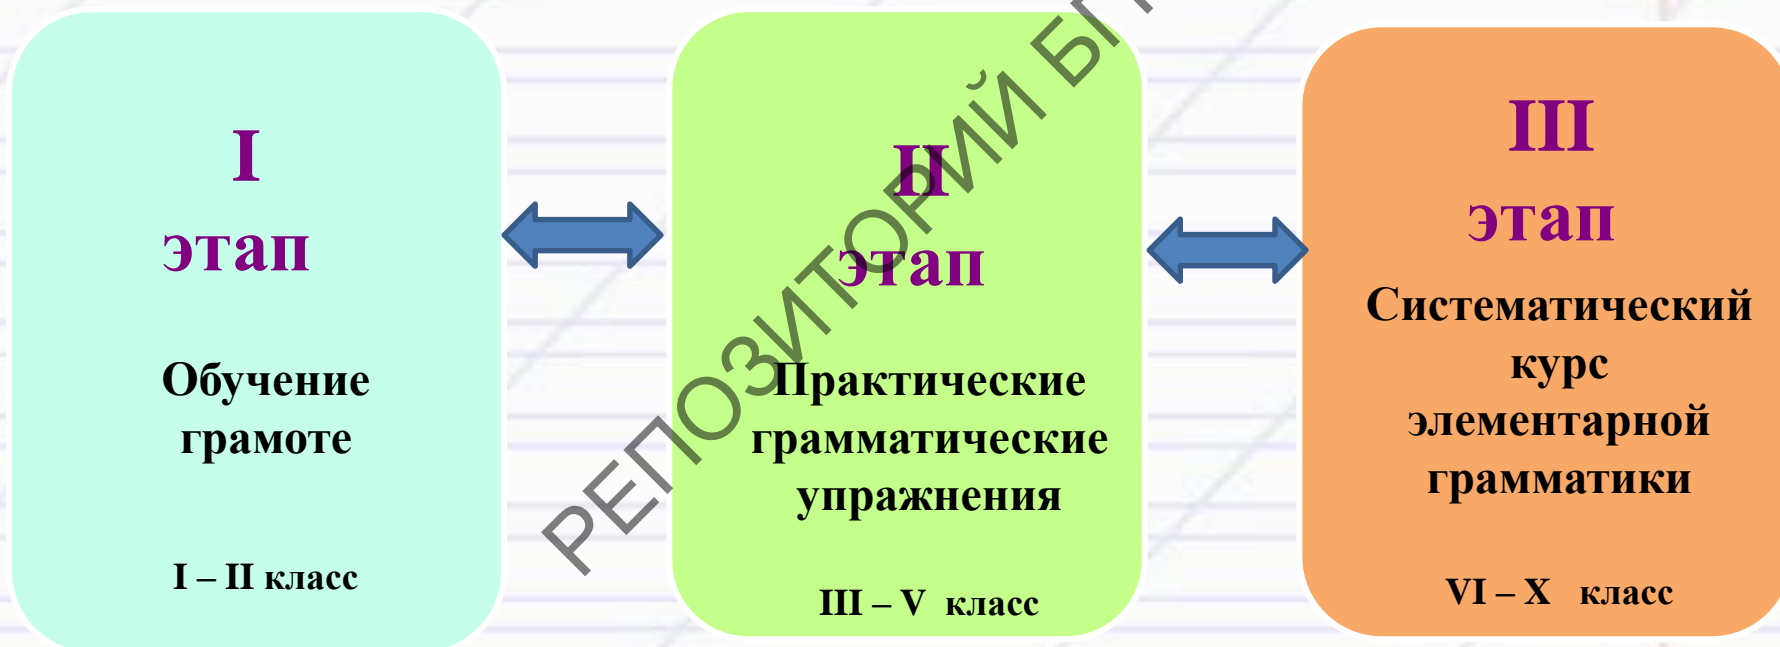 I
этап
Обучение
грамоте
I – II класс
II
этап
Практические
грамматические
упражнения
III – V класс
III
этап
Систематический
курс
элементарной
грамматики
VI – X класс
РЕПОЗИТОРИЙ